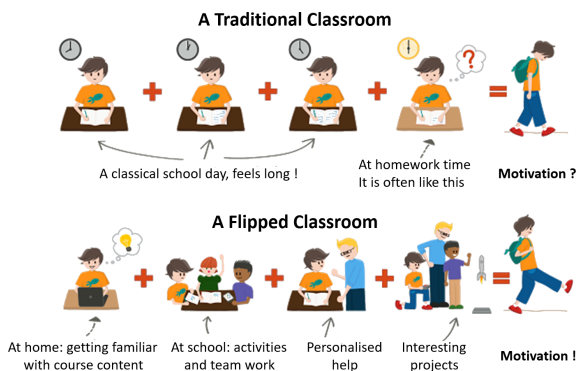 A Traditional Classroom
?
A classical school day, feels long !
At homework time
It is often like this
Motivation ?
A Flipped Classroom
At home: getting familiar
with course content
At school: activities
and team work
Personalised
help
Interesting
projects
Motivation !